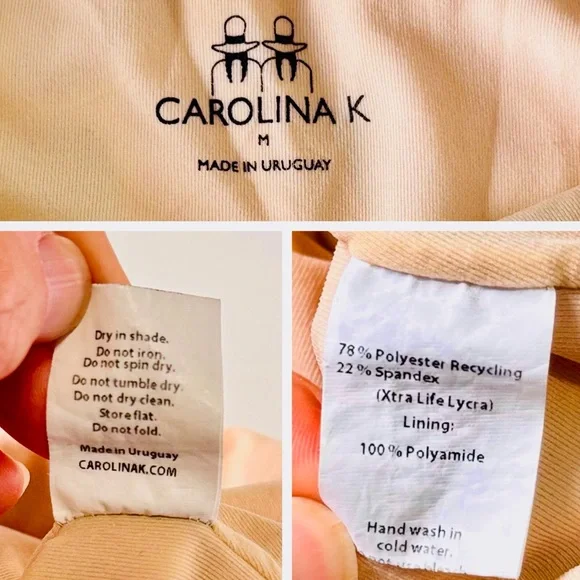 CAROLINA K
M
MADE IN URUGUAY
Dry in shade.
Do not iron.
Do not spin dry.
Do not tumble dry.
Do not dry clean.
Store flat.
Do not fold.
Made in Uruguay
CAROLINAK.COM
78% Polyester Recycling
22% Spandex
(Xtra Life Lycra)
Lining:
100% Polyamide
Hand wash in
cold water.